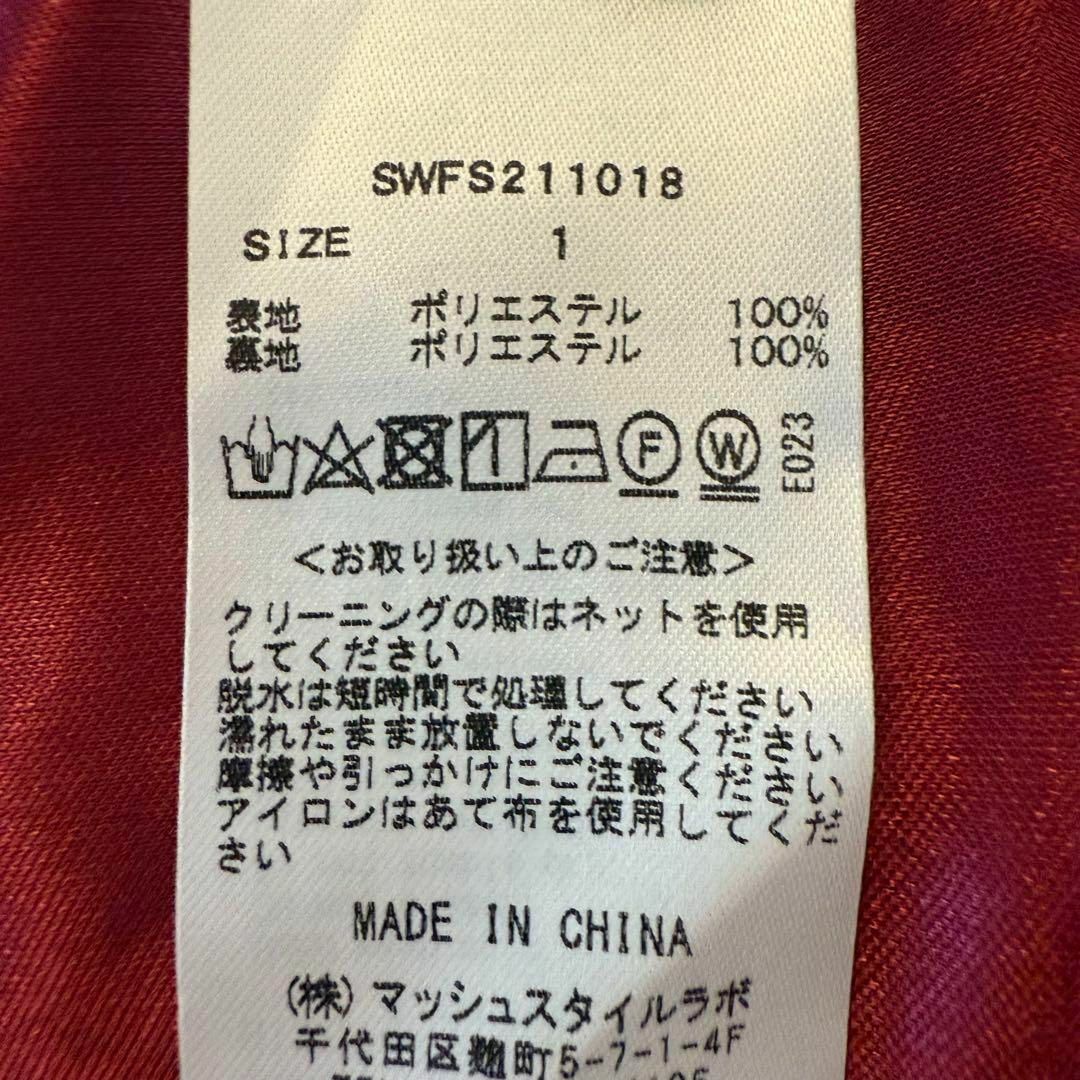 SWFS211018
SIZE 1
表地 ポリエステル 100%
裏地 ポリエステル 100%
F W E023
<お取り扱い上のご注意>
クリーニングの際はネットを使用
してください
脱水は短時間で処理してください
濡れたまま放置しないでください
摩擦や引っかけにご注意ください
アイロンはあて布を使用してくだ
さい
MADE IN CHINA
(株)マッシュスタイルラボ
千代田区麹町5-7-1-4F